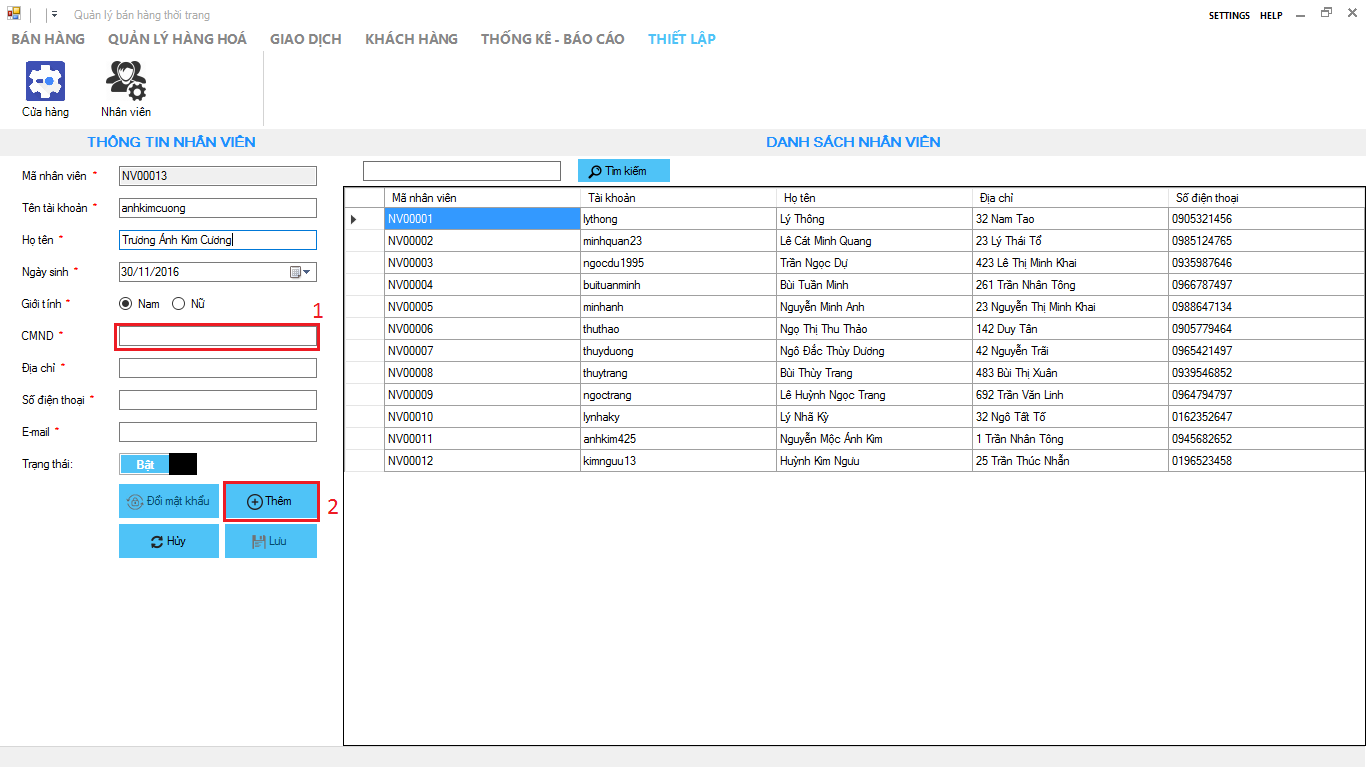 Quản lý bán hàng thời trang
SETTINGS HELP
BÁN HÀNG QUẢN LÝ HÀNG HOÁ GIAO DỊCH KHÁCH HÀNG THỐNG KÊ - BÁO CÁO THIẾT LẬP
Cửa hàng Nhân viên
THÔNG TIN NHÂN VIÊN
Mã nhân viên * NV00013
Tên tài khoản * anhkimcuong
Họ tên * Trương Ánh Kim Cương
Ngày sinh * 30/11/2016
Giới tính * Nam Nữ
1
CMND *
Địa chỉ *
Số điện thoại *
E-mail *
Trạng thái: Bật
Đổi mật khẩu Thêm
2
Hủy Lưu
DANH SÁCH NHÂN VIÊN
Tìm kiếm
Mã nhân viên Tài khoản Họ tên Địa chỉ Số điện thoại
NV00001 lythong Lý Thông 32 Nam Tao 0905321456
NV00002 minhquan23 Lê Cát Minh Quang 23 Lý Thái Tổ 0985124765
NV00003 ngocdu1995 Trần Ngọc Dự 423 Lê Thị Minh Khai 0935987646
NV00004 buituanminh Bùi Tuần Minh 261 Trần Nhân Tông 0966787497
NV00005 minhanh Nguyễn Minh Anh 23 Nguyễn Thị Minh Khai 0988647134
NV00006 thuthao Ngọ Thị Thu Thảo 142 Duy Tân 0905779464
NV00007 thuyduong Ngô Đắc Thùy Dương 42 Nguyễn Trãi 0965421497
NV00008 thuytrang Bùi Thùy Trang 483 Bùi Thị Xuân 0939546852
NV00009 ngoctrang Lê Huỳnh Ngọc Trang 692 Trần Văn Linh 0964794797
NV00010 lynhaky Lý Nhã Kỳ 32 Ngô Tất Tố 0162352647
NV00011 anhkim425 Nguyễn Mộc Ánh Kim 1 Trần Nhân Tông 0945682652
NV00012 kimnguu13 Huỳnh Kim Ngưu 25 Trần Thúc Nhẫn 0196523458